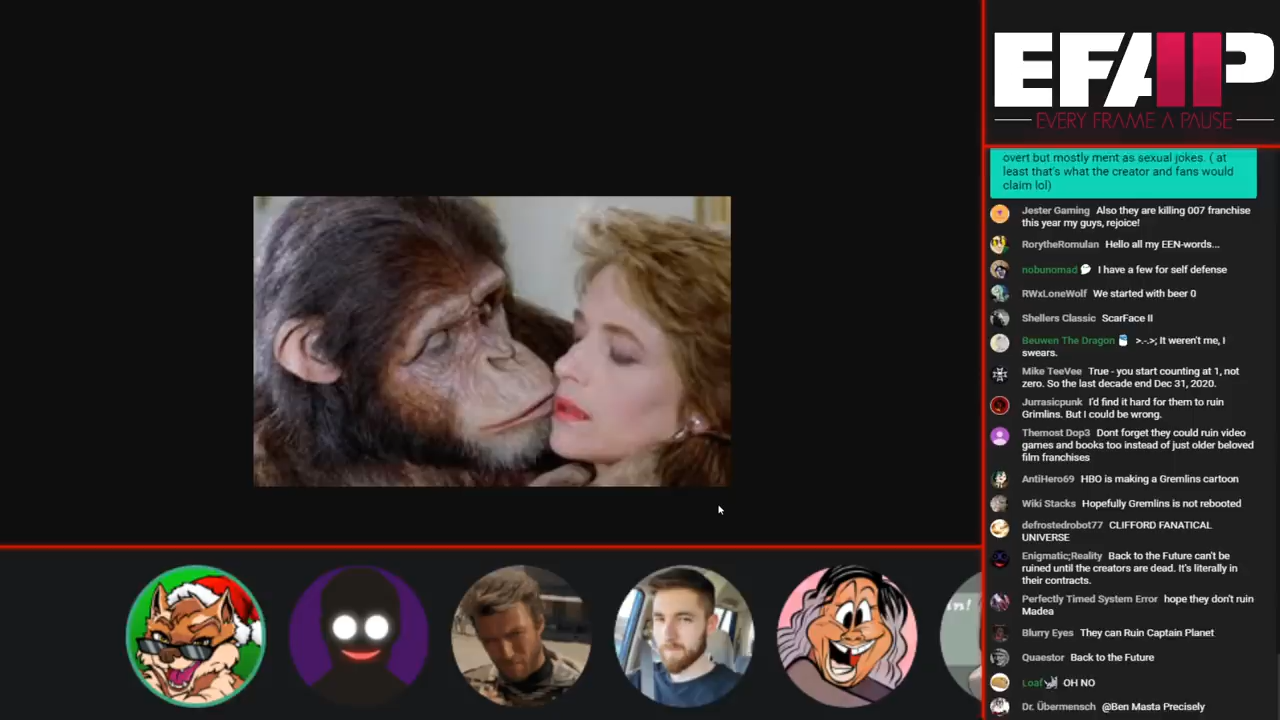 EFAP
EVERY FRAME A PAUSE
overt but mostly ment as sexual jokes. ( at
least that's what the creator and fans would
claim lol)
Jester Gaming Also they are killing 007 franchise
this year my guys, rejoice!
RorytheRomulan Hello all my EEN-words...
nobunomad I have a few for self defense
RWxLoneWolf We started with beer 0
Shellers Classic ScarFace II
Beuwen The Dragon >.-.>; It weren't me, I
swears.
Mike TeeVee True - you start counting at 1, not
zero. So the last decade end Dec 31, 2020.
Jurrasicpunk I'd find it hard for them to ruin
Grimlins. But I could be wrong.
Themost Dop3 Dont forget they could ruin video
games and books too instead of just older beloved
film franchises
AntiHero69 HBO is making a Gremlins cartoon
Wiki Stacks Hopefully Gremlins is not rebooted
defrostedrobot77 CLIFFORD FANATICAL
UNIVERSE
Enigmatic;Reality Back to the Future can't be
ruined until the creators are dead. It's literally in
their contracts.
Perfectly Timed System Error hope they don't ruin
Madea
Blurry Eyes They can Ruin Captain Planet
Quaestor Back to the Future
Loaf OH NO
Dr. Übermensch @Ben Masta Precisely